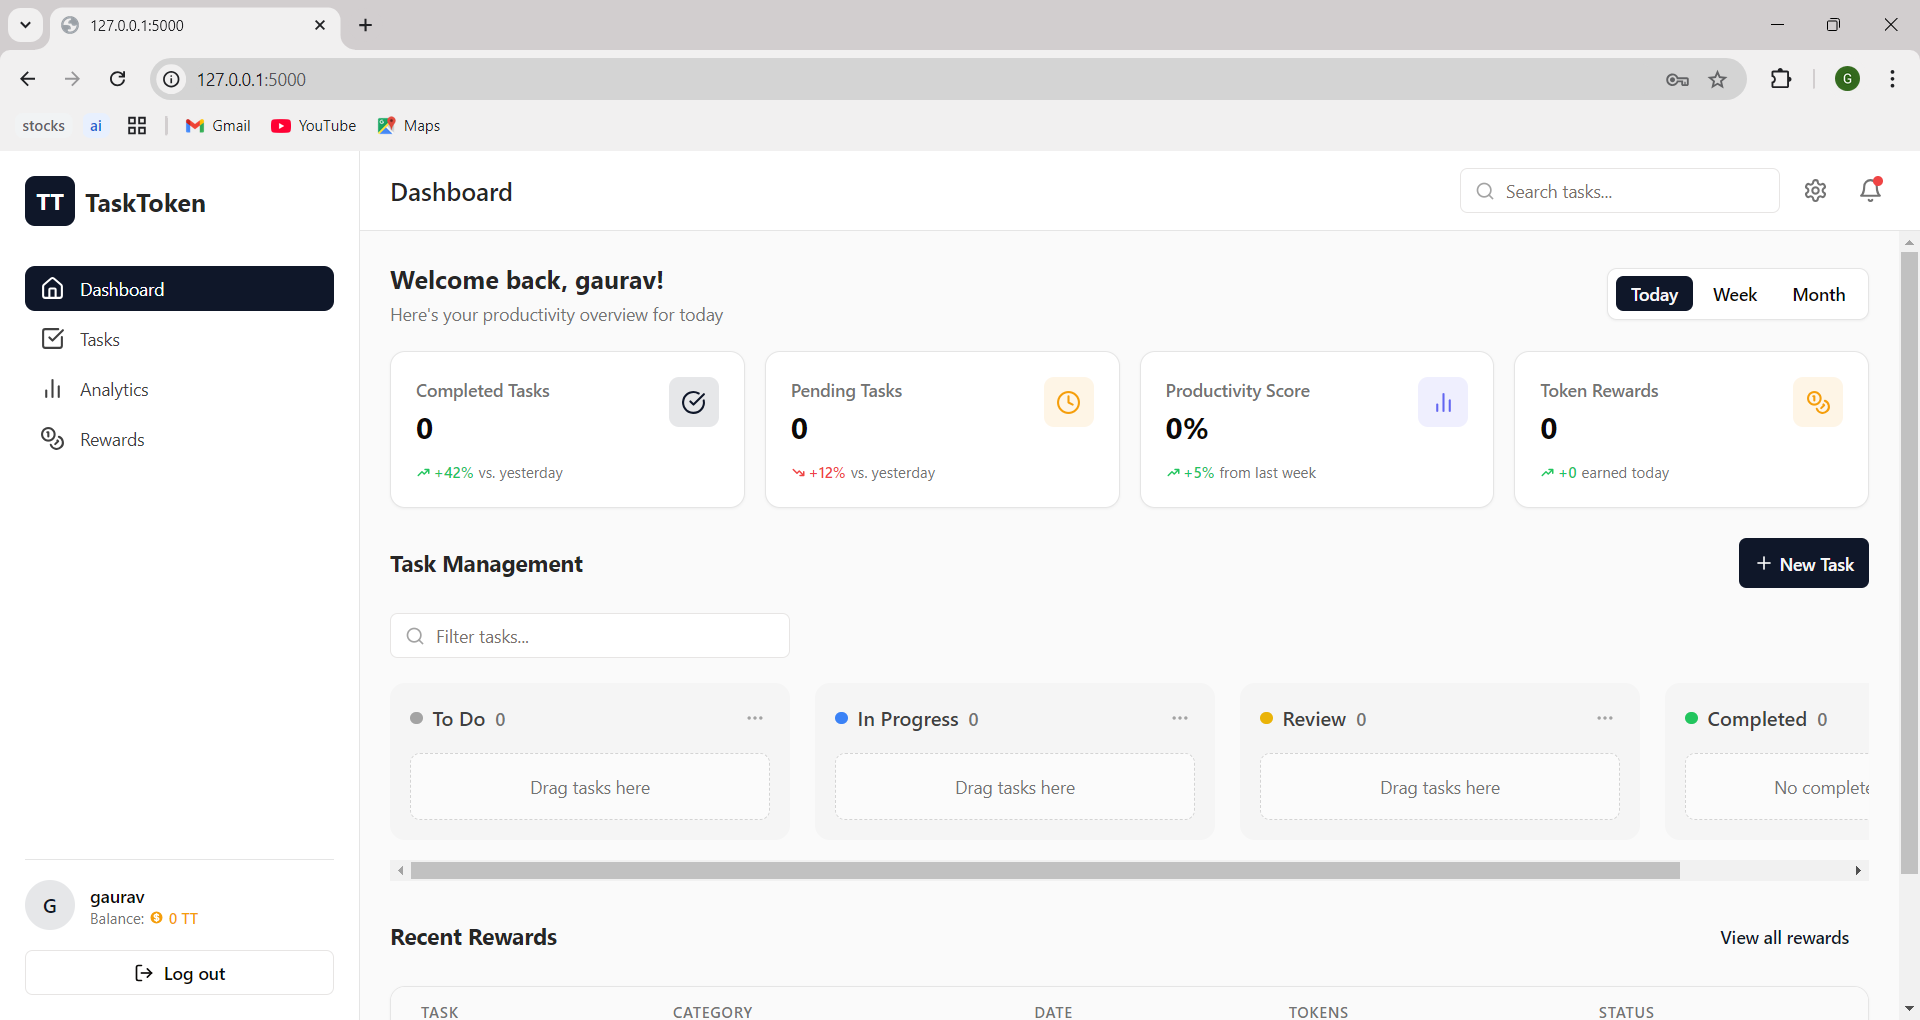 127.0.0.1:5000
127.0.0.1:5000
G
stocks ai Gmail YouTube Maps
TT TaskToken
Dashboard
Tasks
Analytics
Rewards
G gaurav
Balance: 0 TT
Log out
Dashboard
Search tasks...
Welcome back, gaurav!
Here's your productivity overview for today
Today Week Month
Completed Tasks
0
+42% vs. yesterday
Pending Tasks
0
+12% vs. yesterday
Productivity Score
0%
+5% from last week
Token Rewards
0
+0 earned today
Task Management
+ New Task
Filter tasks...
To Do 0
Drag tasks here
In Progress 0
Drag tasks here
Review 0
Drag tasks here
Completed 0
No complete
Recent Rewards
View all rewards
TASK CATEGORY DATE TOKENS STATUS